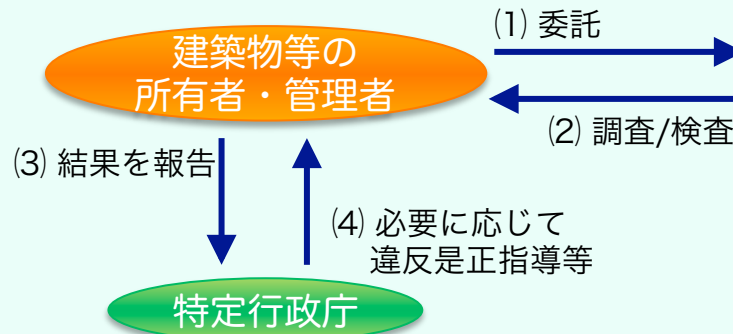 ⑴ 委託
建築物等の
所有者・管理者
⑵ 調査/検査
⑶ 結果を報告
⑷ 必要に応じて
違反是正指導等
特定行政庁